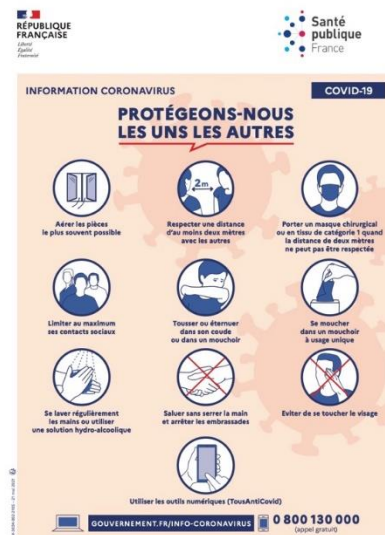 RÉPUBLIQUE
FRANÇAISE
Liberté
Égalité
Fraternité
Santé
publique
France
INFORMATION CORONAVIRUS
COVID-19
PROTÉGEONS-NOUS
LES UNS LES AUTRES
Aérer les pièces
le plus souvent possible
2m
Respecter une distance
d'au moins deux mètres
avec les autres
Porter un masque chirurgical
ou en tissu de catégorie 1 quand
la distance de deux mètres
ne peut pas être respectée
Limiter au maximum
ses contacts sociaux
Tousser ou éternuer
dans son coude
ou dans un mouchoir
Se moucher
dans un mouchoir
à usage unique
Se laver régulièrement
les mains ou utiliser
une solution hydro-alcoolique
Saluer sans serrer la main
et arrêter les embrassades
Eviter de se toucher le visage
Utiliser les outils numériques (TousAntiCovid)
GOUVERNEMENT.FR/INFO-CORONAVIRUS
0 800 130 000
(appel gratuit)